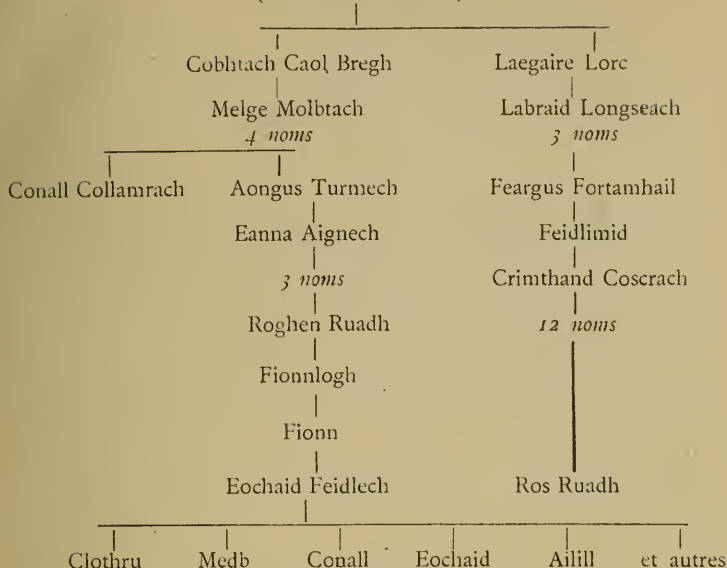 Cobhtach Caol Bregh Laegaire Lorc
Melge Molbtach Labraid Longseach
4 noms 3 noms
Conall Collamrach Aongus Turmech Feargus Fortamhail
Eanna Aignech Feidlimid
3 noms Crimthand Coscrach
Roghen Ruadh 12 noms
Fionnlogh
Fionn
Eochaid Feidlech Ros Ruadh
Clothru Medb Conall Eochaid Ailill et autres